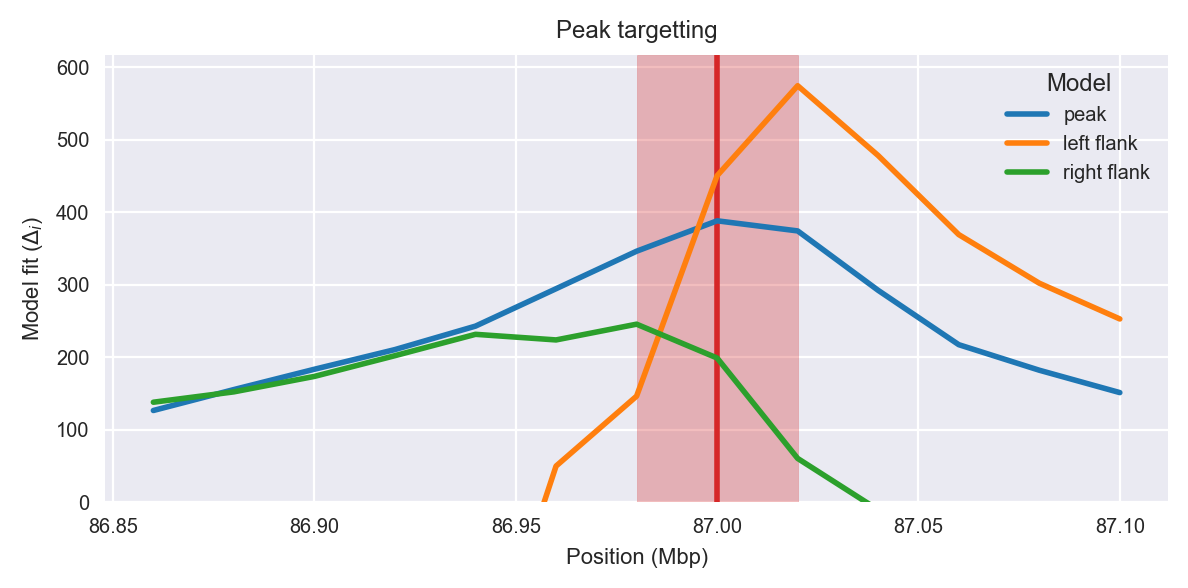 Peak targetting
600
500
400
300
200
100
0
Model fit (Δi)
86.85 86.90 86.95 87.00 87.05 87.10
Position (Mbp)
Model
peak
left flank
right flank